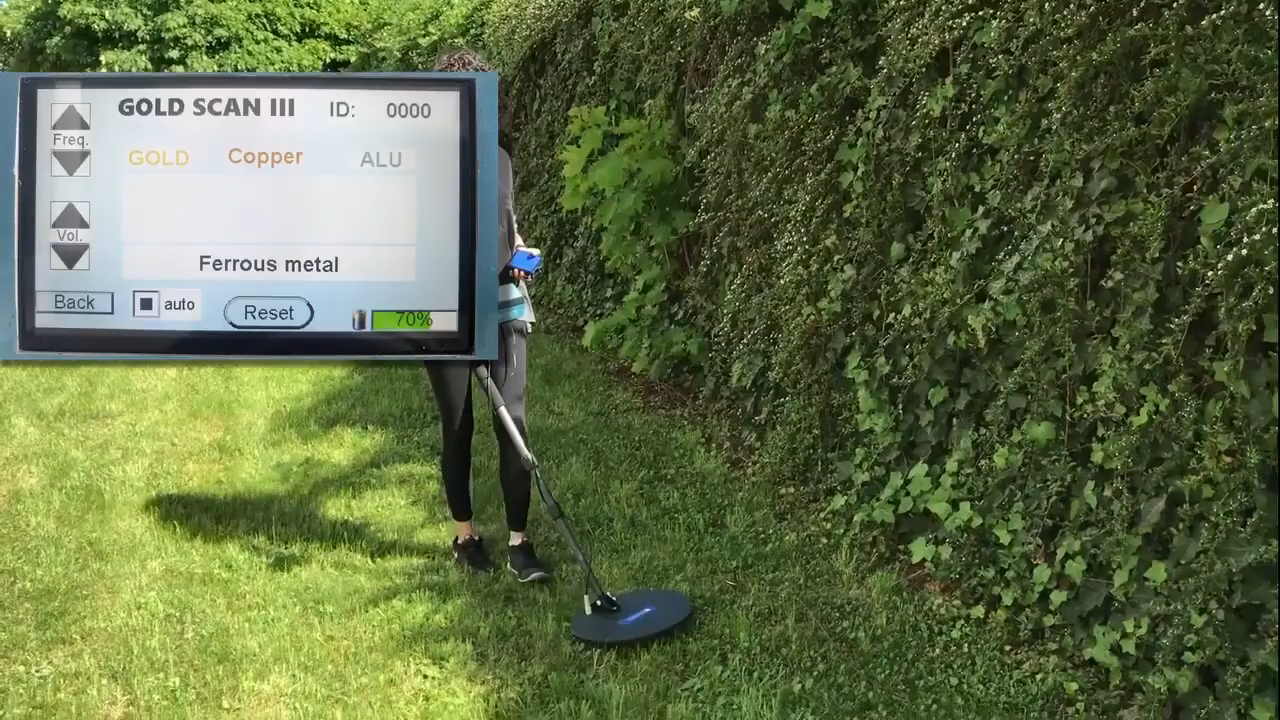 GOLD SCAN III ID: 0000
Freq.
GOLD Copper ALU
Vol.
Ferrous metal
Back auto Reset 70%